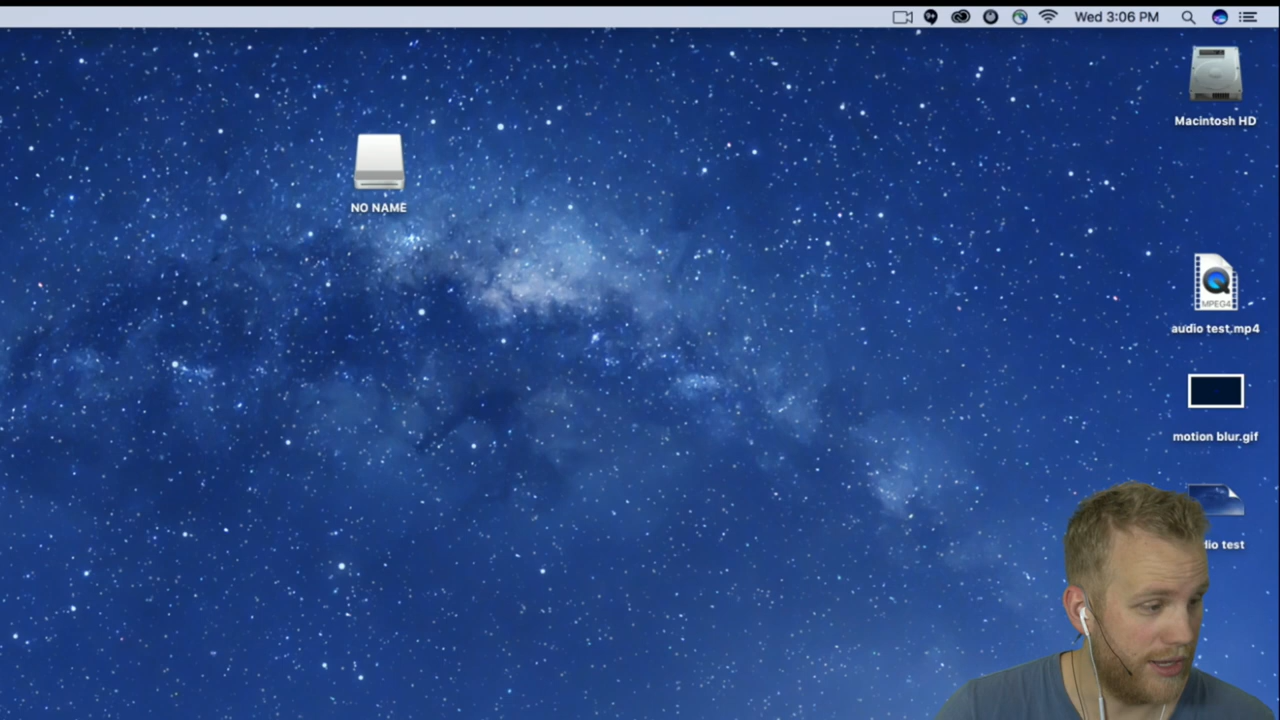 Wed 3:06 PM
Macintosh HD
NO NAME
MPEG4
audio test.mp4
motion blur.gif
dio test